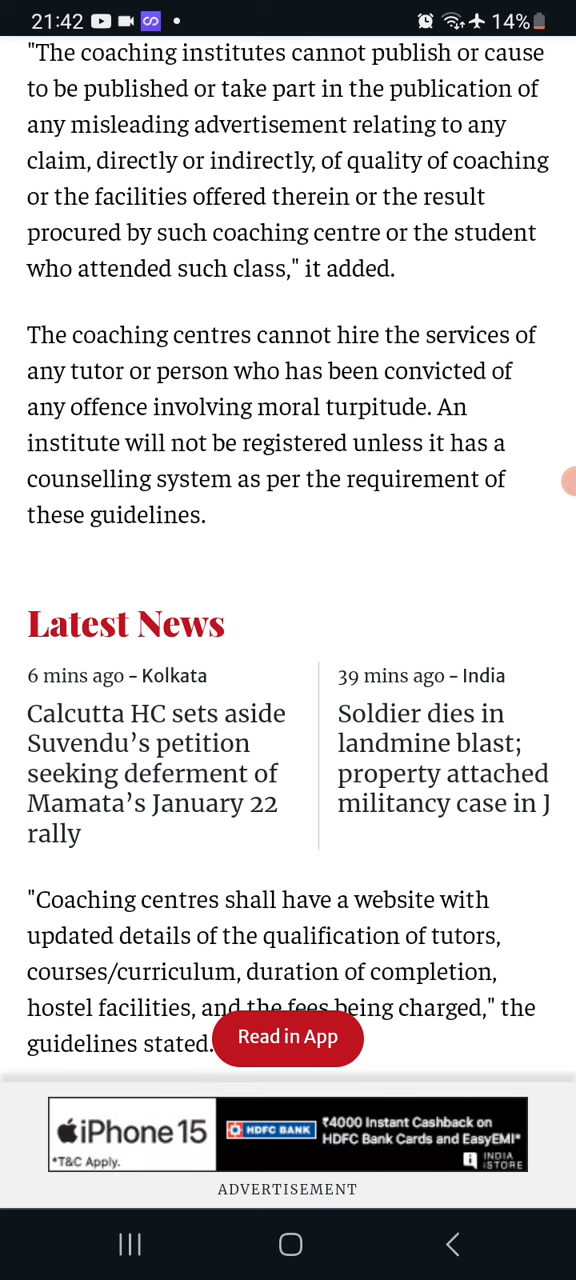 21:42
14%
"The coaching institutes cannot publish or cause
to be published or take part in the publication of
any misleading advertisement relating to any
claim, directly or indirectly, of quality of coaching
or the facilities offered therein or the result
procured by such coaching centre or the student
who attended such class," it added.
The coaching centres cannot hire the services of
any tutor or person who has been convicted of
any offence involving moral turpitude. An
institute will not be registered unless it has a
counselling system as per the requirement of
these guidelines.
Latest News
6 mins ago – Kolkata
Calcutta HC sets aside
Suvendu’s petition
seeking deferment of
Mamata’s January 22
rally
39 mins ago – India
Soldier dies in
landmine blast;
property attached
militancy case in J
"Coaching centres shall have a website with
updated details of the qualification of tutors,
courses/curriculum, duration of completion,
hostel facilities, and the fees being charged," the
guidelines stated.
Read in App
iPhone 15
*T&C Apply.
HDFC BANK
₹4000 Instant Cashback on
HDFC Bank Cards and EasyEMI*
INDIA
iSTORE
ADVERTISEMENT